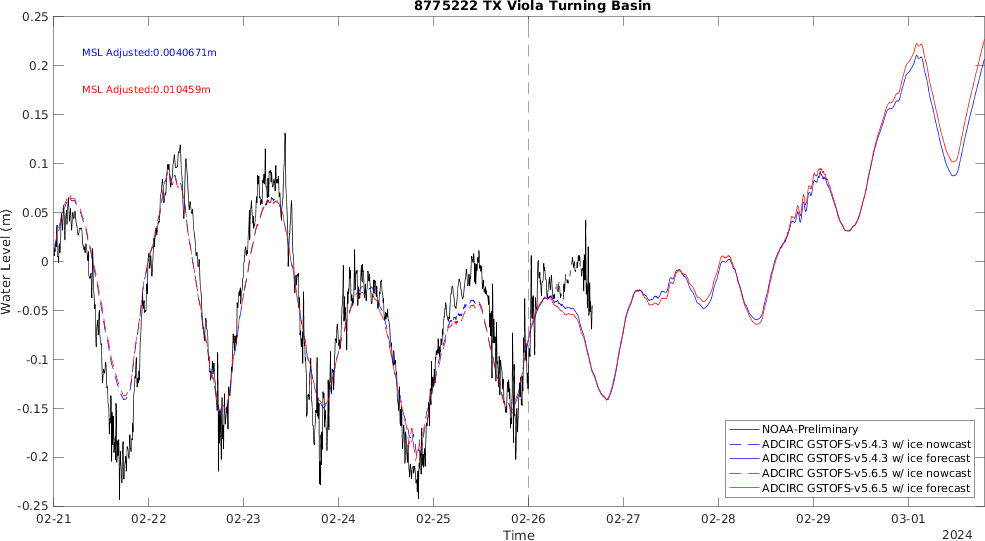 8775222 TX Viola Turning Basin
0.25
0.2
0.15
0.1
0.05
0
-0.05
-0.1
-0.15
-0.2
-0.25
Water Level (m)
MSL Adjusted:0.0040671m
MSL Adjusted:0.010459m
NOAA-Preliminary
ADCIRC GSTOFS-v5.4.3 w/ ice nowcast
ADCIRC GSTOFS-v5.4.3 w/ ice forecast
ADCIRC GSTOFS-v5.6.5 w/ ice nowcast
ADCIRC GSTOFS-v5.6.5 w/ ice forecast
02-21 02-22 02-23 02-24 02-25 02-26 02-27 02-28 02-29 03-01
Time
2024